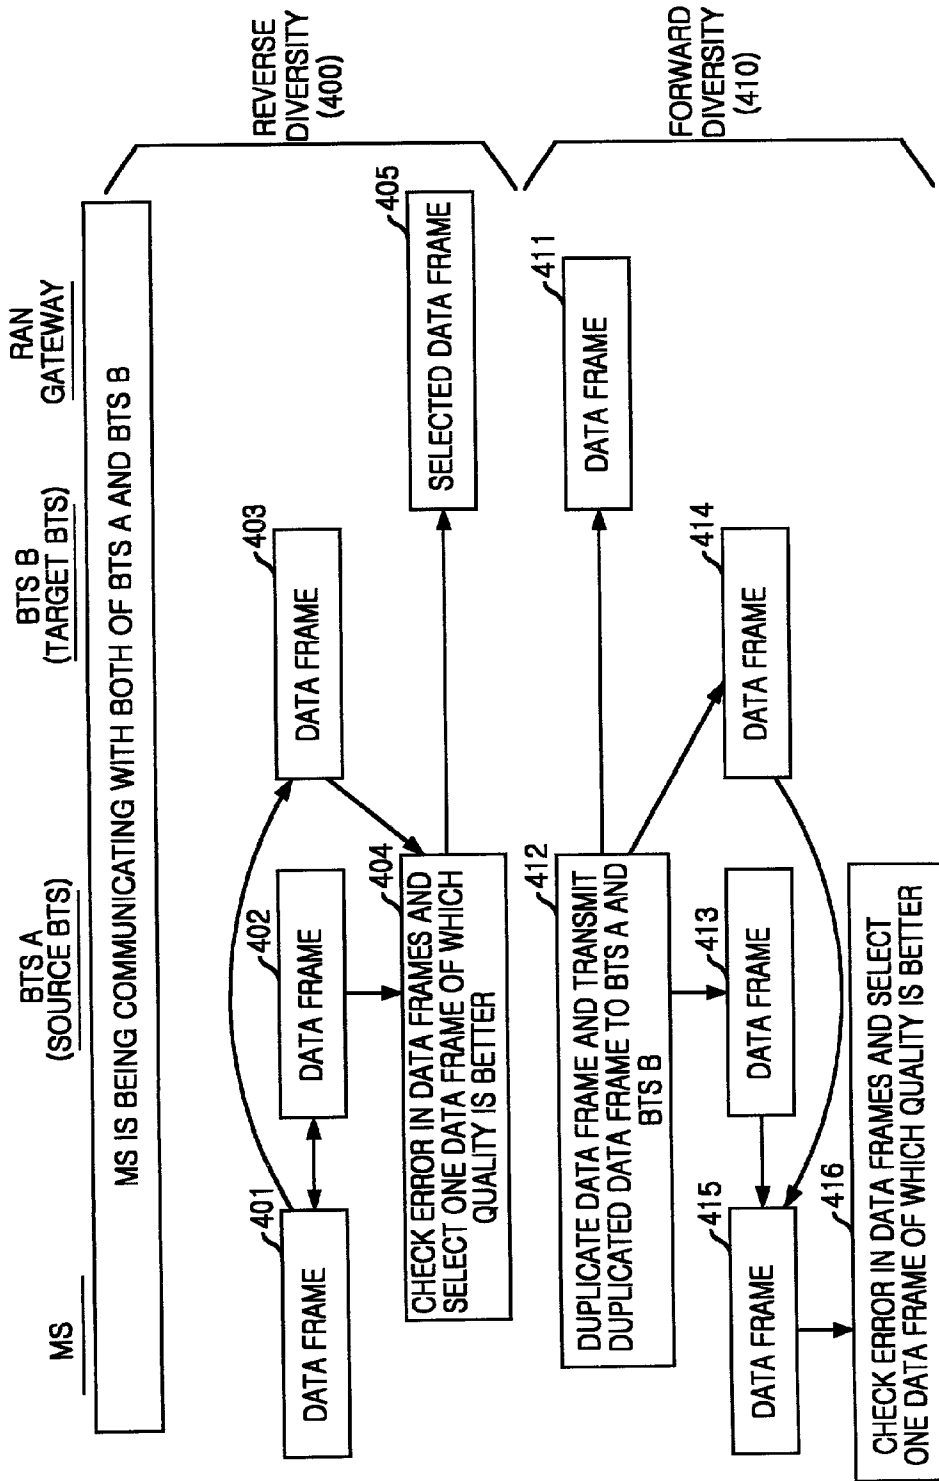 MS
BTS A
(SOURCE BTS)
BTS B
(TARGET BTS)
RAN
GATEWAY
MS IS BEING COMMUNICATING WITH BOTH OF BTS A AND BTS B
REVERSE
DIVERSITY
(400)
401
DATA FRAME
402
DATA FRAME
403
DATA FRAME
404
CHECK ERROR IN DATA FRAMES AND
SELECT ONE DATA FRAME OF WHICH
QUALITY IS BETTER
405
SELECTED DATA FRAME
FORWARD
DIVERSITY
(410)
411
DATA FRAME
412
DUPLICATE DATA FRAME AND TRANSMIT
DUPLICATED DATA FRAME TO BTS A AND
BTS B
413
DATA FRAME
414
DATA FRAME
415
DATA FRAME
416
CHECK ERROR IN DATA FRAMES AND SELECT
ONE DATA FRAME OF WHICH QUALITY IS BETTER